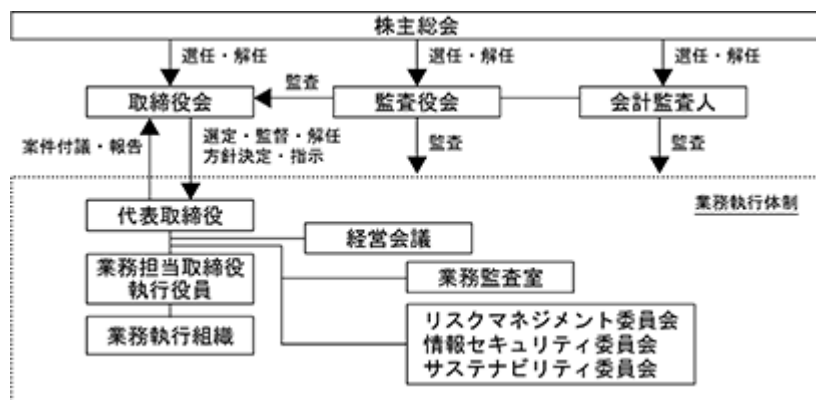 株主総会
選任・解任
選任・解任
選任・解任
取締役会
監査
監査役会
会計監査人
案件付議・報告
選定・監督・解任
方針決定・指示
監査
監査
業務執行体制
代表取締役
経営会議
業務担当取締役
執行役員
業務監査室
業務執行組織
リスクマネジメント委員会
情報セキュリティ委員会
サステナビリティ委員会